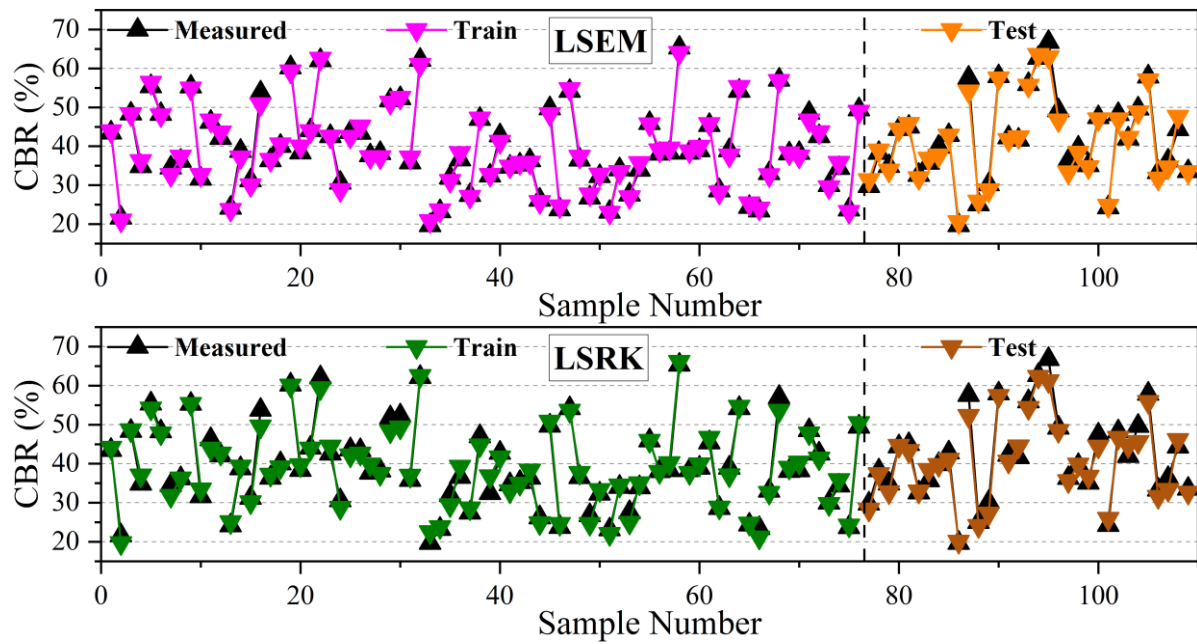 Measured Train LSEM Test
70
60
50
40
30
20
CBR (%)
0 20 40 60 80 100
Sample Number
Measured Train LSRK Test
70
60
50
40
30
20
CBR (%)
0 20 40 60 80 100
Sample Number